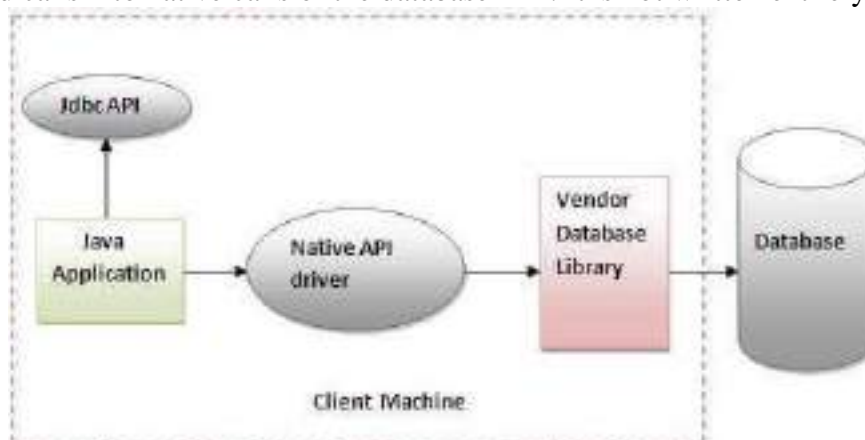 Jdbc API
Java
Application
Native API
driver
Vendor
Database
Library
Database
Client Machine